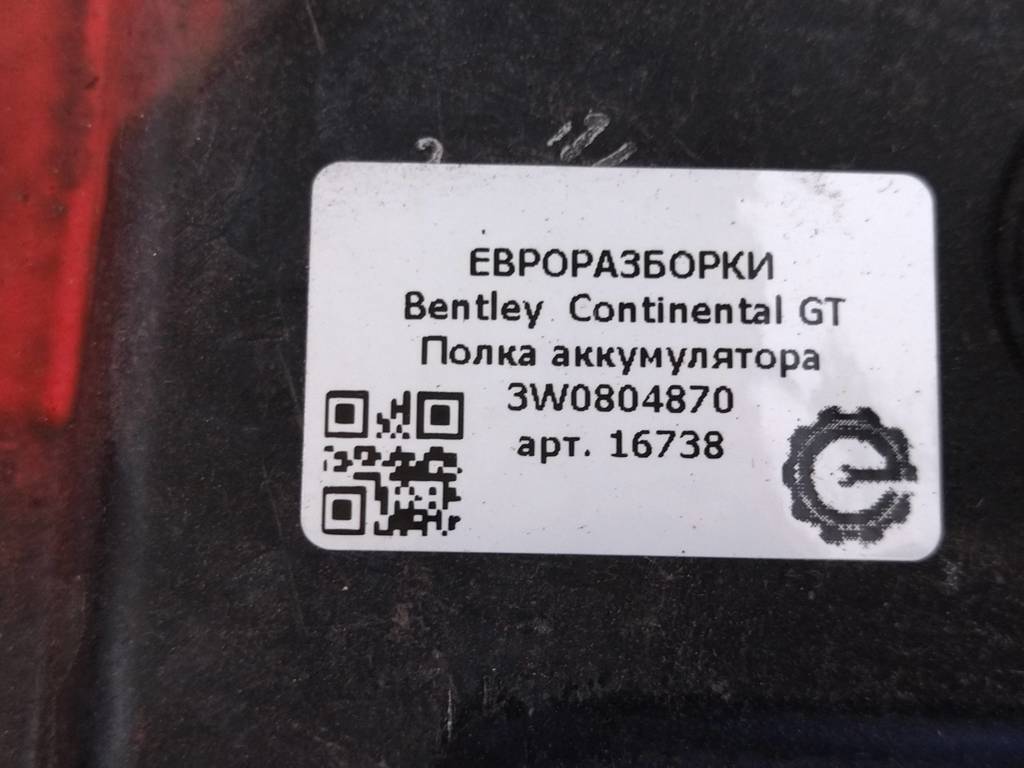 ЕВРОРАЗБОРКИ
Bentley Continental GT
Полка аккумулятора
3W0804870
арт. 16738